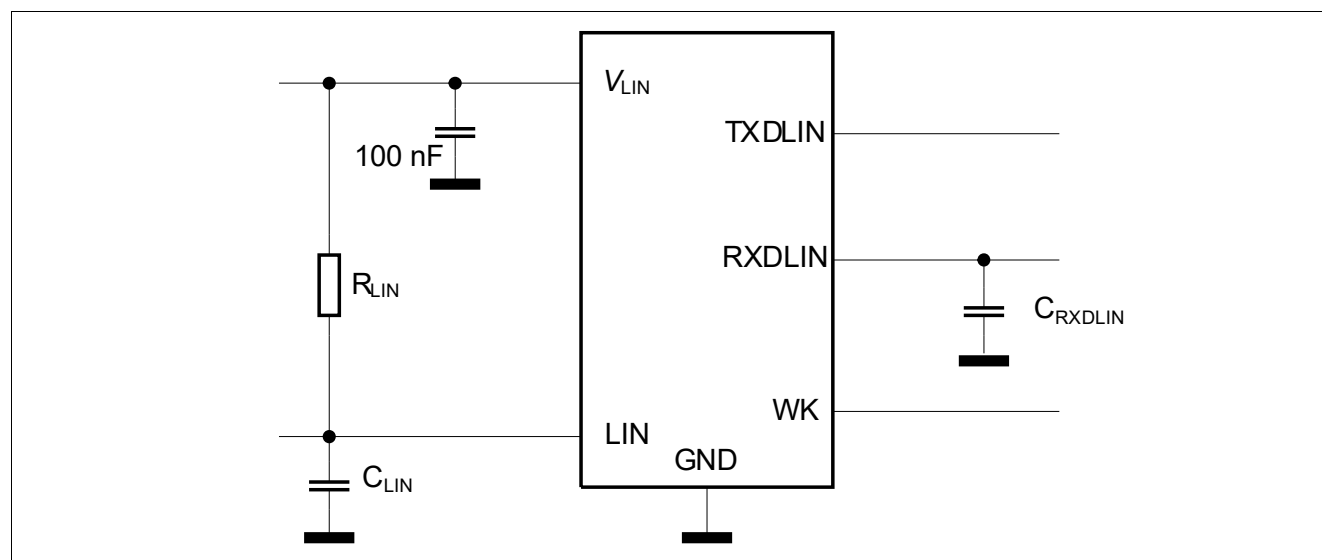 VLIN
TXDLIN
100 nF
RXDLIN
RLIN
CRXDLIN
WK
LIN
GND
CLIN